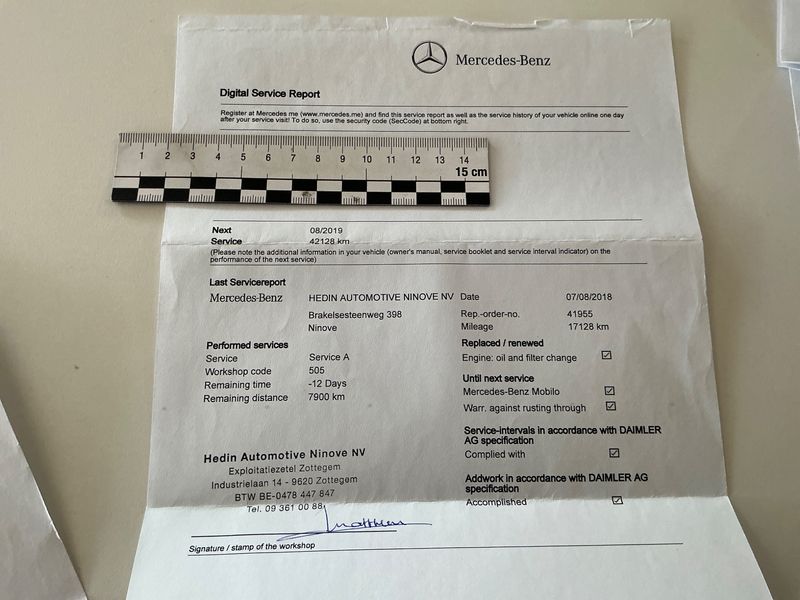 Mercedes-Benz
Digital Service Report
Register at Mercedes me (www.mercedes.me) and find this service report as well as the service history of your vehicle online one day
after your service visit! To do so, use the security code (SecCode) at bottom right.
1 2 3 4 5 6 7 8 9 10 11 12 13 14
15 cm
Next 08/2019
Service 42128 km
(Please note the additional information in your vehicle (owner's manual, service booklet and service interval indicator) on the
performance of the next service)
Last Servicereport
Mercedes-Benz HEDIN AUTOMOTIVE NINOVE NV Date 07/08/2018
Brakelsesteenweg 398 Rep.-order-no. 41955
Ninove Mileage 17128 km
Performed services Replaced / renewed
Service Service A Engine: oil and filter change
Workshop code 505
Remaining time -12 Days Until next service
Remaining distance 7900 km Mercedes-Benz Mobilo
Warr. against rusting through
Service-intervals in accordance with DAIMLER
AG specification
Complied with
Addwork in accordance with DAIMLER AG
specification
Accomplished
Hedin Automotive Ninove NV
Exploitatiezetel Zottegem
Industrielaan 14 - 9620 Zottegem
BTW BE-0478 447 847
Tel. 09 361 00 88
Signature / stamp of the workshop